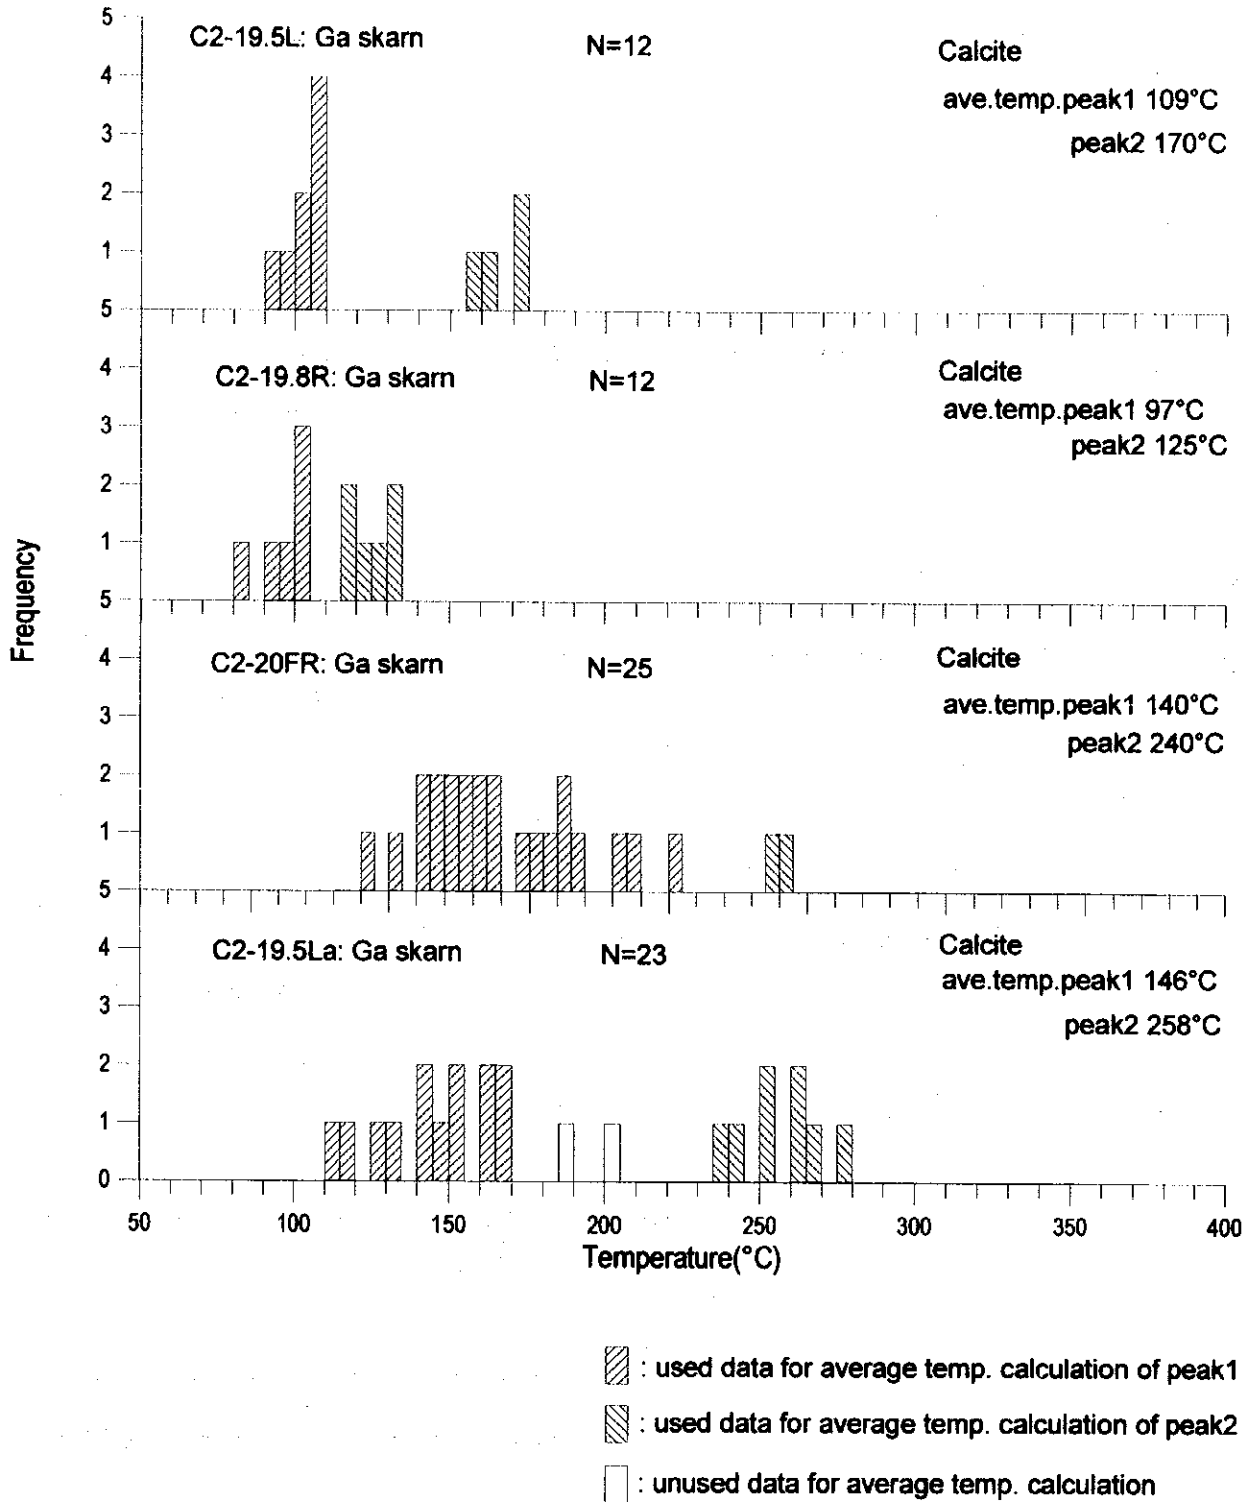 5
C2-19.5L: Ga skarn N=12 Calcite
4
ave.temp.peak1 109°C
3
peak2 170°C
2
1
5
4
C2-19.8R: Ga skarn N=12 Calcite
ave.temp.peak1 97°C
3
peak2 125°C
2
1
5
Frequency
4
C2-20FR: Ga skarn N=25 Calcite
3
ave.temp.peak1 140°C
peak2 240°C
2
1
5
4
C2-19.5La: Ga skarn N=23 Calcite
ave.temp.peak1 146°C
3
peak2 258°C
2
1
0
50 100 150 200 250 300 350 400
Temperature(°C)
: used data for average temp. calculation of peak1
: used data for average temp. calculation of peak2
: unused data for average temp. calculation